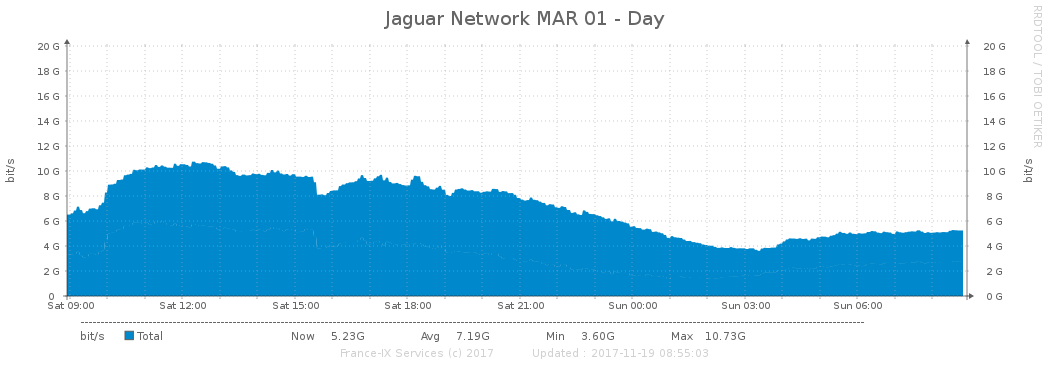 Jaguar Network MAR 01 - Day
RRDTOOL / TOBI OETIKER
bit/s
20 G
18 G
16 G
14 G
12 G
10 G
8 G
6 G
4 G
2 G
0
20 G
18 G
16 G
14 G
12 G
10 G
8 G
6 G
4 G
2 G
0 G
bit/s
Sat 09:00 Sat 12:00 Sat 15:00 Sat 18:00 Sat 21:00 Sun 00:00 Sun 03:00 Sun 06:00
bit/s Total Now 5.23G Avg 7.19G Min 3.60G Max 10.73G
France-IX Services (c) 2017 Updated : 2017-11-19 08:55:03